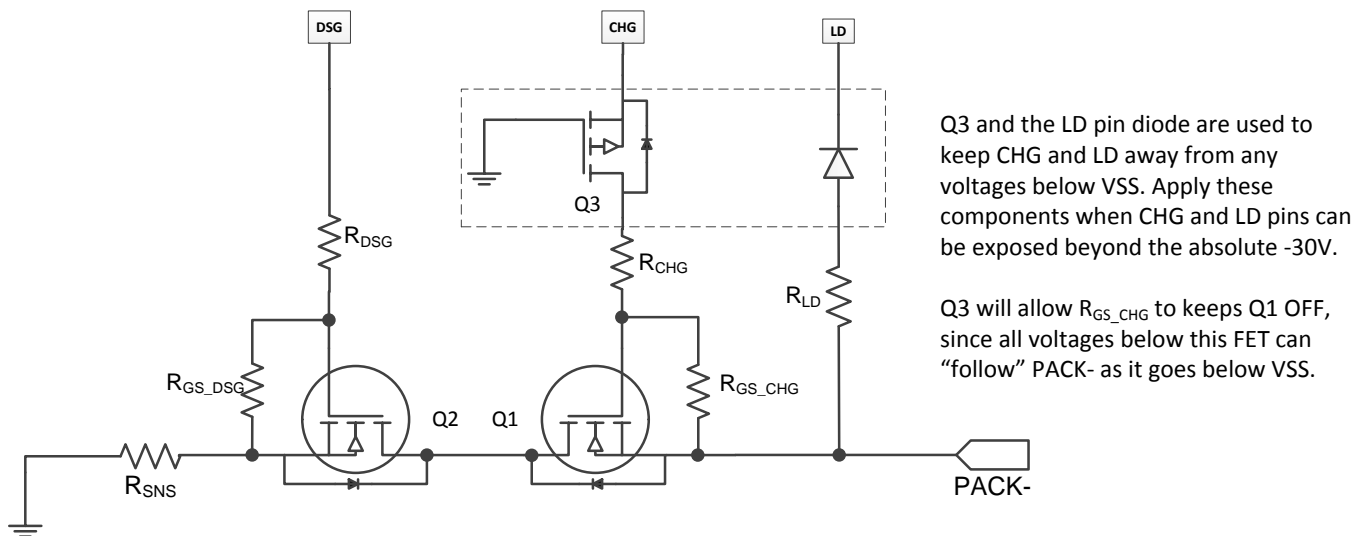 DSG
CHG
LD
Q3 and the LD pin diode are used to
keep CHG and LD away from any
voltages below VSS. Apply these
components when CHG and LD pins can
be exposed beyond the absolute -30V.
Q3 will allow RGS_CHG to keeps Q1 OFF,
since all voltages below this FET can
“follow” PACK- as it goes below VSS.
Q3
RDSG
RCHG
RLD
RGS_DSG
RGS_CHG
Q2
Q1
RSNS
PACK-